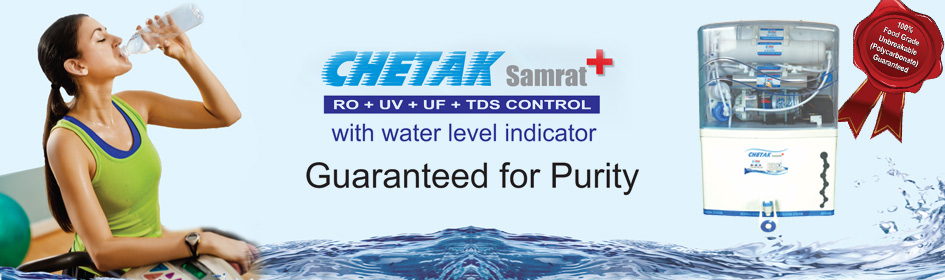 CHETAK Samrat+
RO + UV + UF + TDS CONTROL
with water level indicator
Guaranteed for Purity
100%
Food Grade
Unbreakable
(Polycarbonate)
Guaranteed
CHETAK